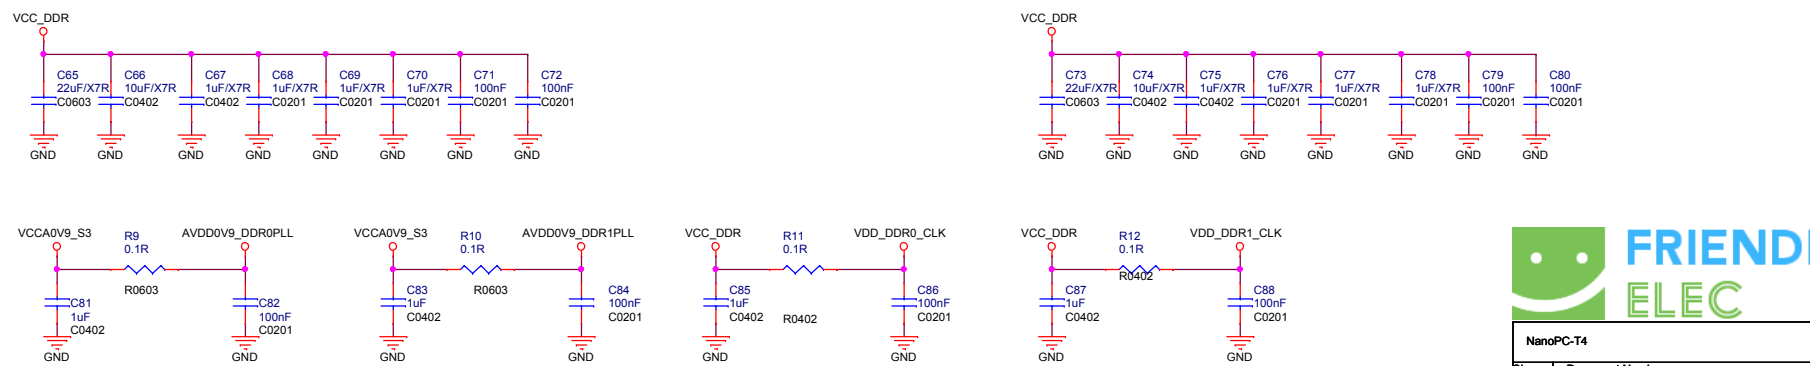 VCC_DDR VCC_DDR
C65 C66 C67 C68 C69 C70 C71 C72 C73 C74 C75 C76 C77 C78 C79 C80
22uF/X7R 10uF/X7R 1uF/X7R 1uF/X7R 1uF/X7R 1uF/X7R 100nF 100nF 22uF/X7R 10uF/X7R 1uF/X7R 1uF/X7R 1uF/X7R 1uF/X7R 100nF 100nF
C0603 C0402 C0402 C0201 C0201 C0201 C0201 C0201 C0603 C0402 C0402 C0201 C0201 C0201 C0201 C0201
GND GND GND GND GND GND GND GND GND GND GND GND GND GND GND GND
VCCA0V9_S3 R9 AVDD0V9_DDR0PLL VCCA0V9_S3 R10 AVDD0V9_DDR1PLL VCC_DDR R11 VDD_DDR0_CLK VCC_DDR R12 VDD_DDR1_CLK
0.1R 0.1R 0.1R 0.1R
R0603 R0603 R0402
C81 C82 C83 C84 C85 C86 C87 C88
1uF 100nF 1uF 100nF 1uF 100nF 1uF 100nF
C0402 C0201 C0402 C0201 C0402 R0402 C0201 C0402 C0201
GND GND GND GND GND GND GND GND
ELEC
NanoPC-T4